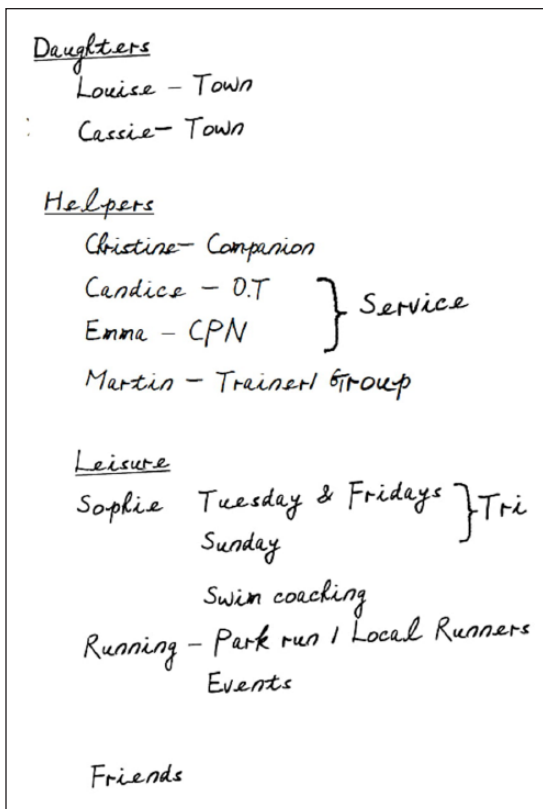 Daughters
Louise - Town
Cassie - Town
Helpers
Christine - Companion
Candice - O.T } Service
Emma - CPN
Martin - Trainer/ Group
Leisure
Sophie Tuesday & Fridays } Tri
Sunday
Swim coaching
Running - Park run / Local Runners
Events
Friends